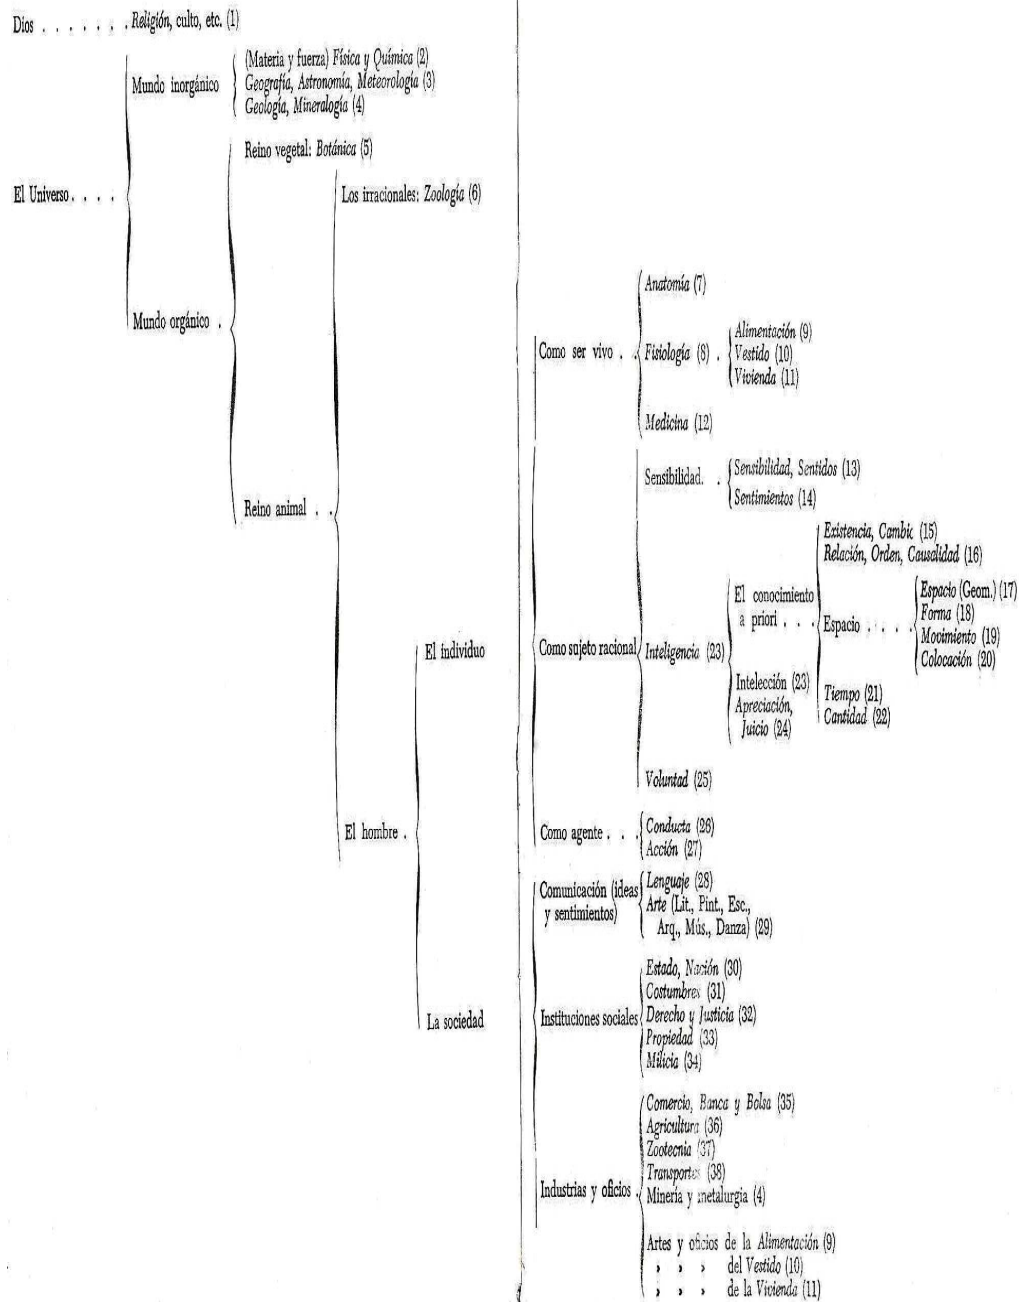 Dios . . . . . . . Religión, culto, etc. (1)
El Universo . . . .
Mundo inorgánico
(Materia y fuerza) Física y Química (2)
Geografía, Astronomía, Meteorología (3)
Geología, Mineralogía (4)
Mundo orgánico .
Reino vegetal: Botánica (5)
Reino animal . .
Los irracionales: Zoología (6)
El hombre .
El individuo
Como ser vivo . .
Anatomía (7)
Fisiología (8) .
Alimentación (9)
Vestido (10)
Vivienda (11)
Medicina (12)
Como sujeto racional
Sensibilidad. .
Sensibilidad, Sentidos (13)
Sentimientos (14)
Inteligencia (23)
El conocimiento
a priori . . .
Existencia, Cambio (15)
Relación, Orden, Causalidad (16)
Espacio . . . .
Espacio (Geom.) (17)
Forma (18)
Movimiento (19)
Colocación (20)
Tiempo (21)
Cantidad (22)
Intelección (23)
Apreciación,
Juicio (24)
Voluntad (25)
Como agente . . .
Conducta (26)
Acción (27)
La sociedad
Comunicación (ideas
y sentimientos)
Lenguaje (28)
Arte (Lit., Pint., Esc.,
Arq., Mús., Danza) (29)
Instituciones sociales
Estado, Nación (30)
Costumbres (31)
Derecho y Justicia (32)
Propiedad (33)
Milicia (34)
Industrias y oficios .
Comercio, Banca y Bolsa (35)
Agricultura (36)
Zootecnia (37)
Transportes (38)
Minería y metalurgia (4)
Artes y oficios de la Alimentación (9)
» » » del Vestido (10)
» » » de la Vivienda (11)